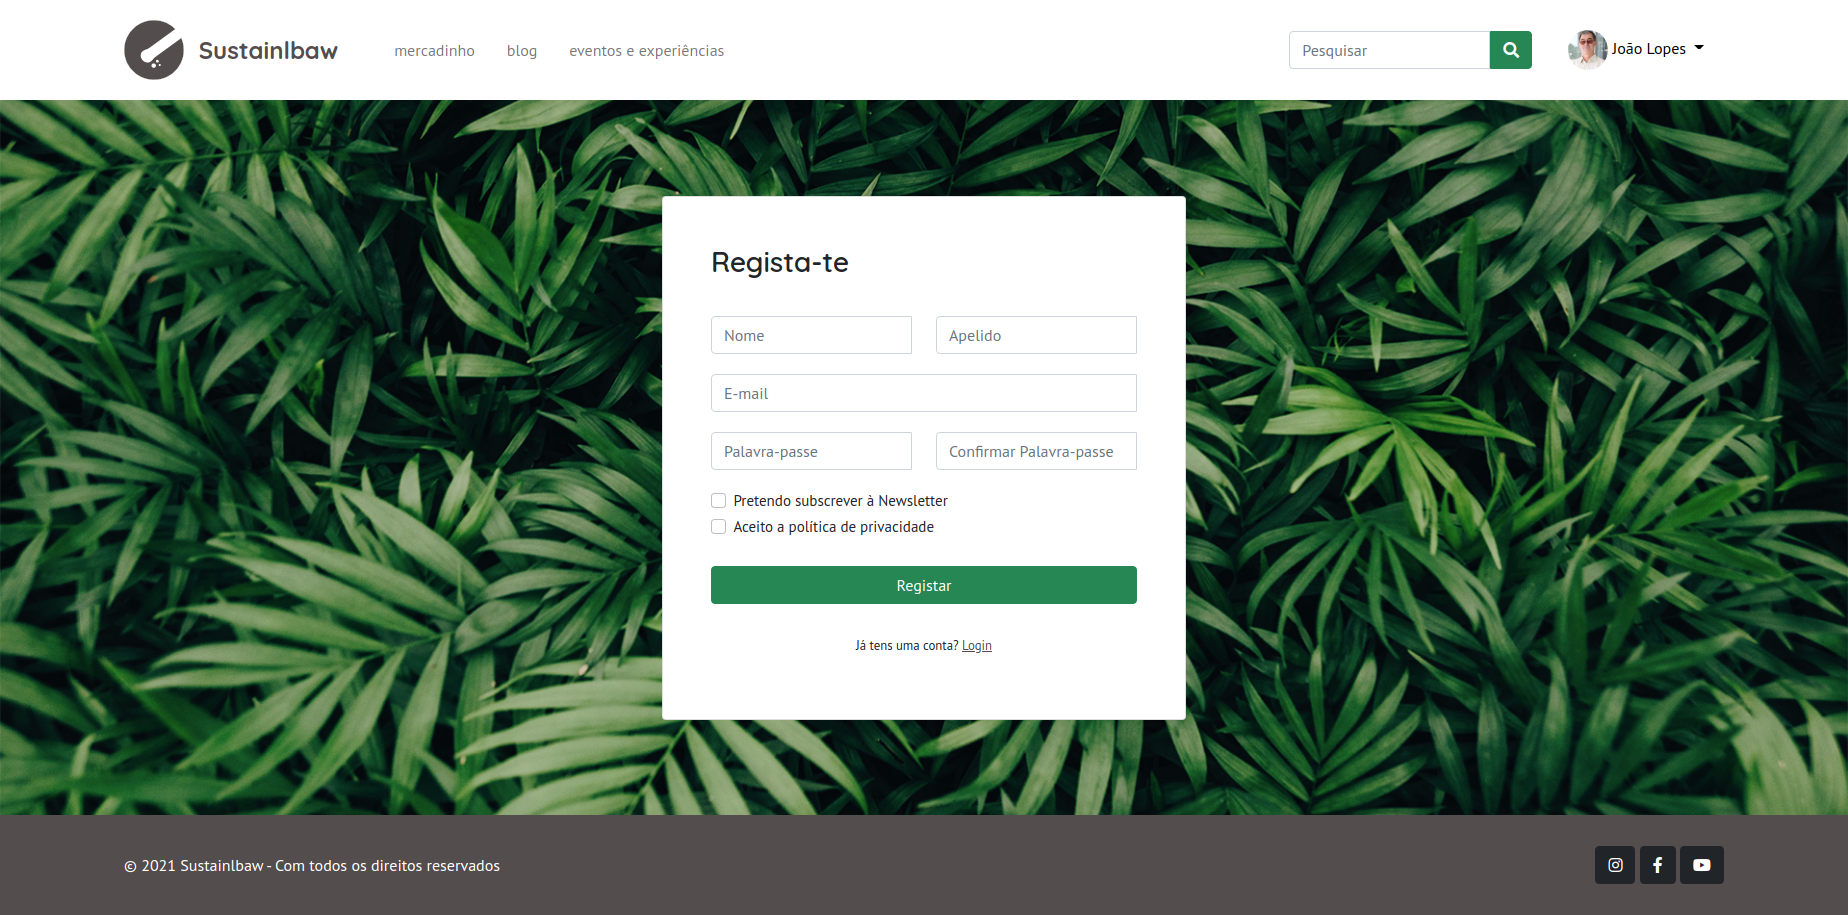 Sustainlbaw
mercadinho
blog
eventos e experiências
Pesquisar
João Lopes
Regista-te
Nome
Apelido
E-mail
Palavra-passe
Confirmar Palavra-passe
Pretendo subscrever à Newsletter
Aceito a política de privacidade
Registar
Já tens uma conta? Login
© 2021 Sustainlbaw - Com todos os direitos reservados